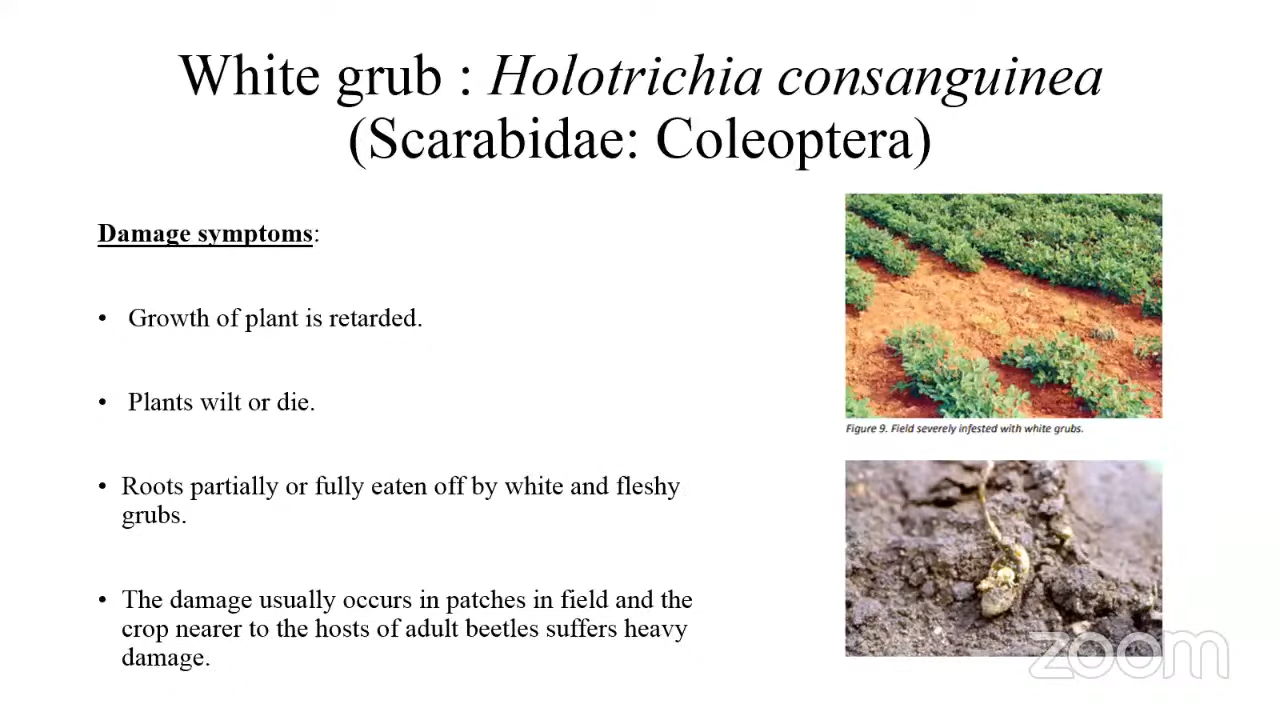 White grub : Holotrichia consanguinea
(Scarabidae: Coleoptera)
Damage symptoms:
• Growth of plant is retarded.
• Plants wilt or die.
• Roots partially or fully eaten off by white and fleshy
grubs.
• The damage usually occurs in patches in field and the
crop nearer to the hosts of adult beetles suffers heavy
damage.
Figure 9. Field severely infested with white grubs.
zoom